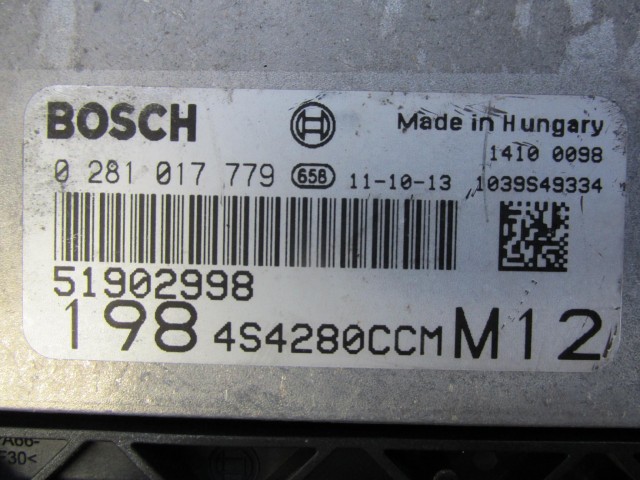 BOSCH Made in Hungary
1410 0098
0 281 017 779 658 11-10-13 1039S49334
51902998
198 4S4280CCM M12